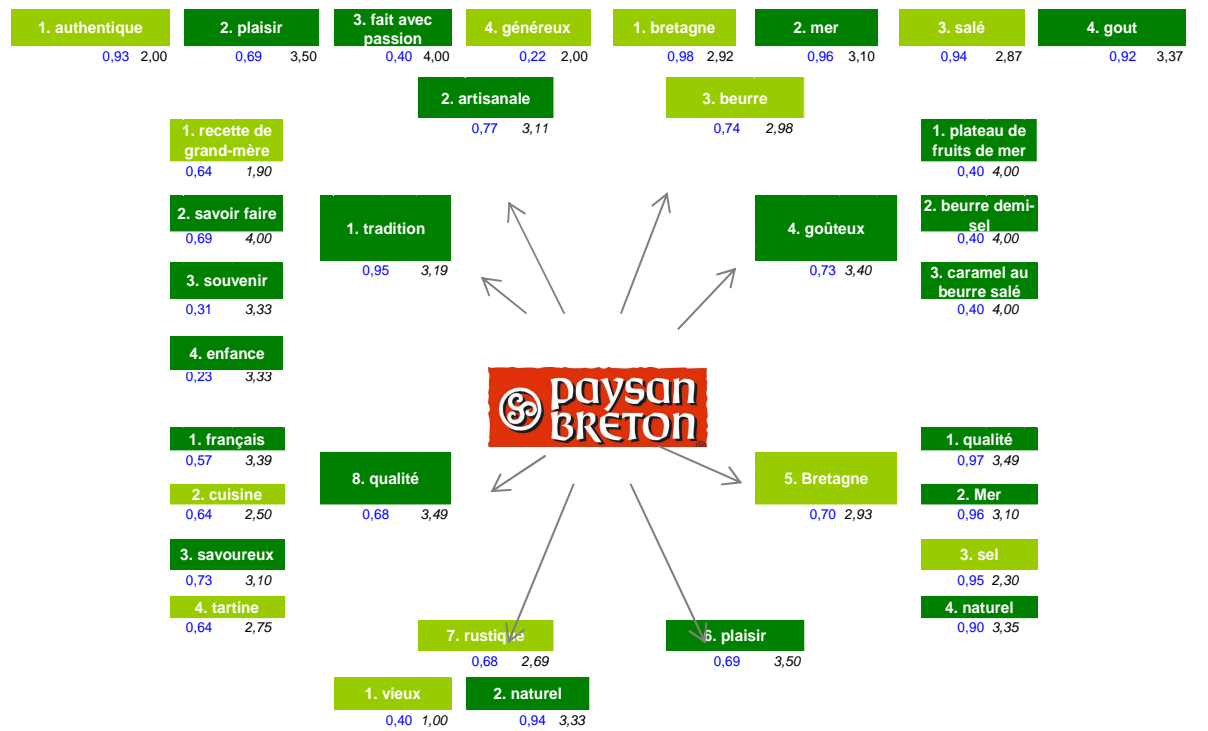 1. authentique 2. plaisir 3. fait avec passion 4. généreux 1. bretagne 2. mer 3. salé 4. gout
0,93 2,00 0,69 3,50 0,40 4,00 0,22 2,00 0,98 2,92 0,96 3,10 0,94 2,87 0,92 3,37
2. artisanale 3. beurre
0,77 3,11 0,74 2,98
1. recette de
grand-mère
0,64 1,90
1. plateau de
fruits de mer
0,40 4,00
2. savoir faire
0,69 4,00
1. tradition
0,95 3,19
4. goûteux
0,73 3,40
2. beurre demi-
sel
0,40 4,00
3. souvenir
0,31 3,33
3. caramel au
beurre salé
0,40 4,00
4. enfance
0,23 3,33
paysan
BRETON
®
1. français
0,57 3,39
1. qualité
0,97 3,49
8. qualité
0,68 3,49
5. Bretagne
0,70 2,93
2. cuisine
0,64 2,50
2. Mer
0,96 3,10
3. savoureux
0,73 3,10
3. sel
0,95 2,30
4. tartine
0,64 2,75
4. naturel
0,90 3,35
7. rustique 6. plaisir
0,68 2,69 0,69 3,50
1. vieux 2. naturel
0,40 1,00 0,94 3,33